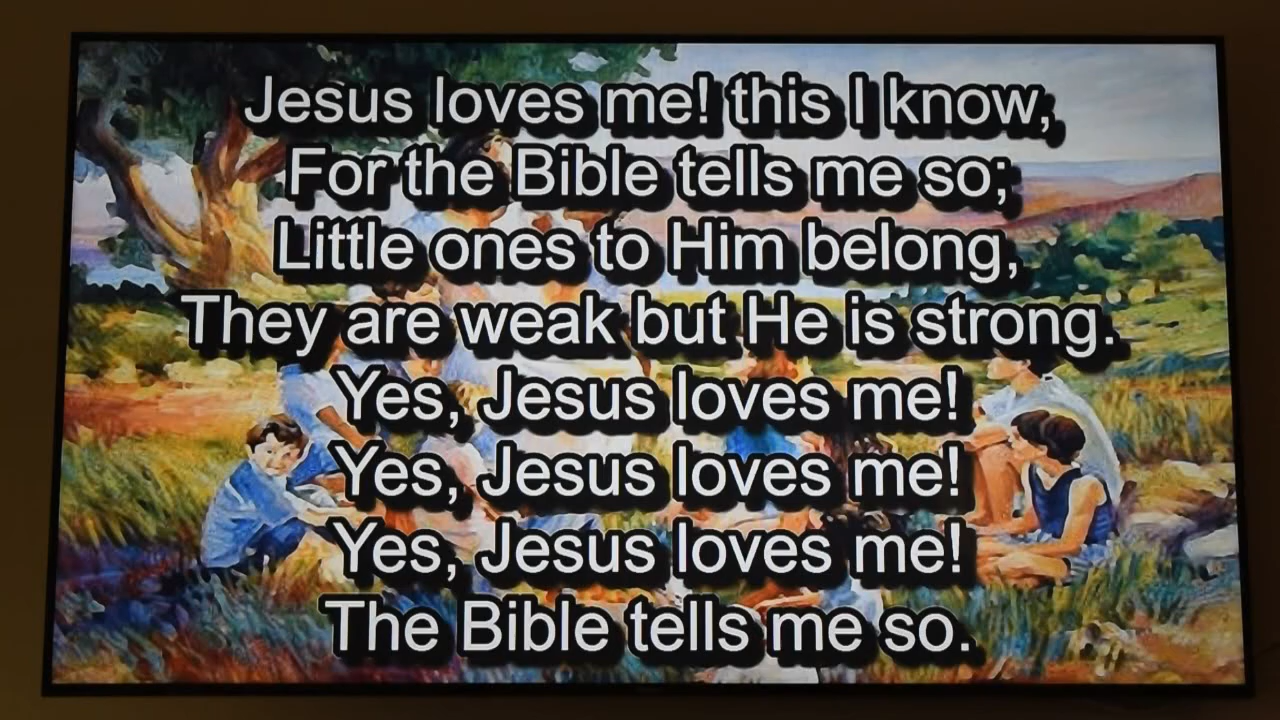 Jesus loves me! this I know,
For the Bible tells me so;
Little ones to Him belong,
They are weak but He is strong.
Yes, Jesus loves me!
Yes, Jesus loves me!
Yes, Jesus loves me!
The Bible tells me so.